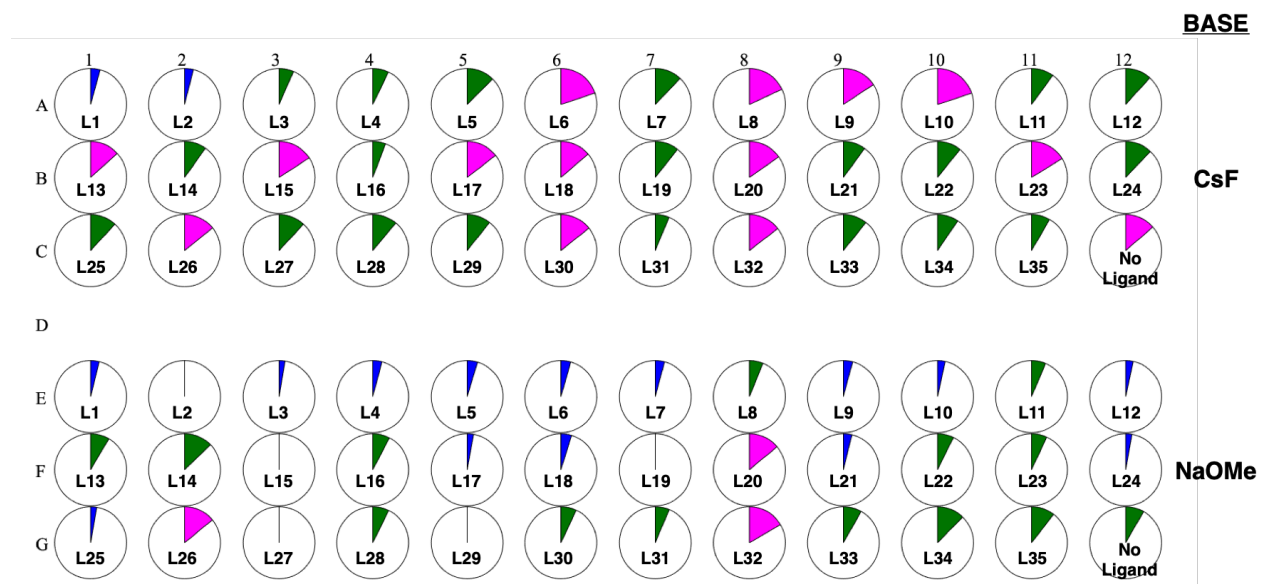 BASE
1 2 3 4 5 6 7 8 9 10 11 12
A
L1 L2 L3 L4 L5 L6 L7 L8 L9 L10 L11 L12
B
L13 L14 L15 L16 L17 L18 L19 L20 L21 L22 L23 L24
CsF
C
L25 L26 L27 L28 L29 L30 L31 L32 L33 L34 L35 No
Ligand
D
E
L1 L2 L3 L4 L5 L6 L7 L8 L9 L10 L11 L12
F
L13 L14 L15 L16 L17 L18 L19 L20 L21 L22 L23 L24
NaOMe
G
L25 L26 L27 L28 L29 L30 L31 L32 L33 L34 L35 No
Ligand